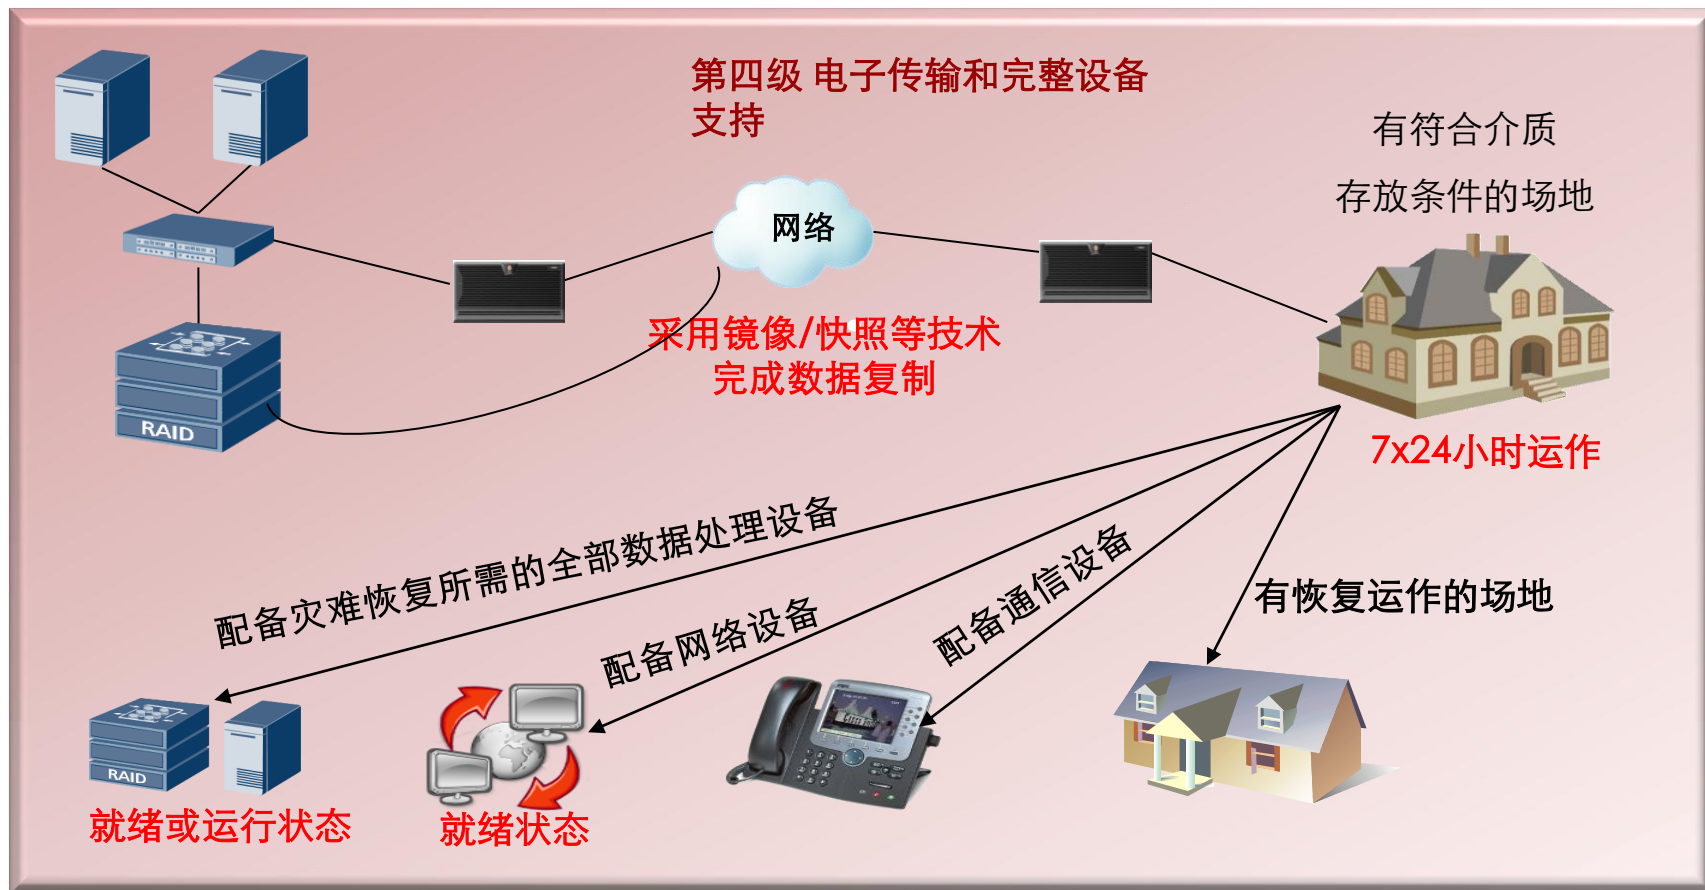 第四级 电子传输和完整设备
支持
有符合介质
存放条件的场地
网络
采用镜像/快照等技术
完成数据复制
RAID
7x24小时运作
配备灾难恢复所需的全部数据处理设备
配备网络设备
配备通信设备
有恢复运作的场地
RAID
就绪或运行状态
就绪状态